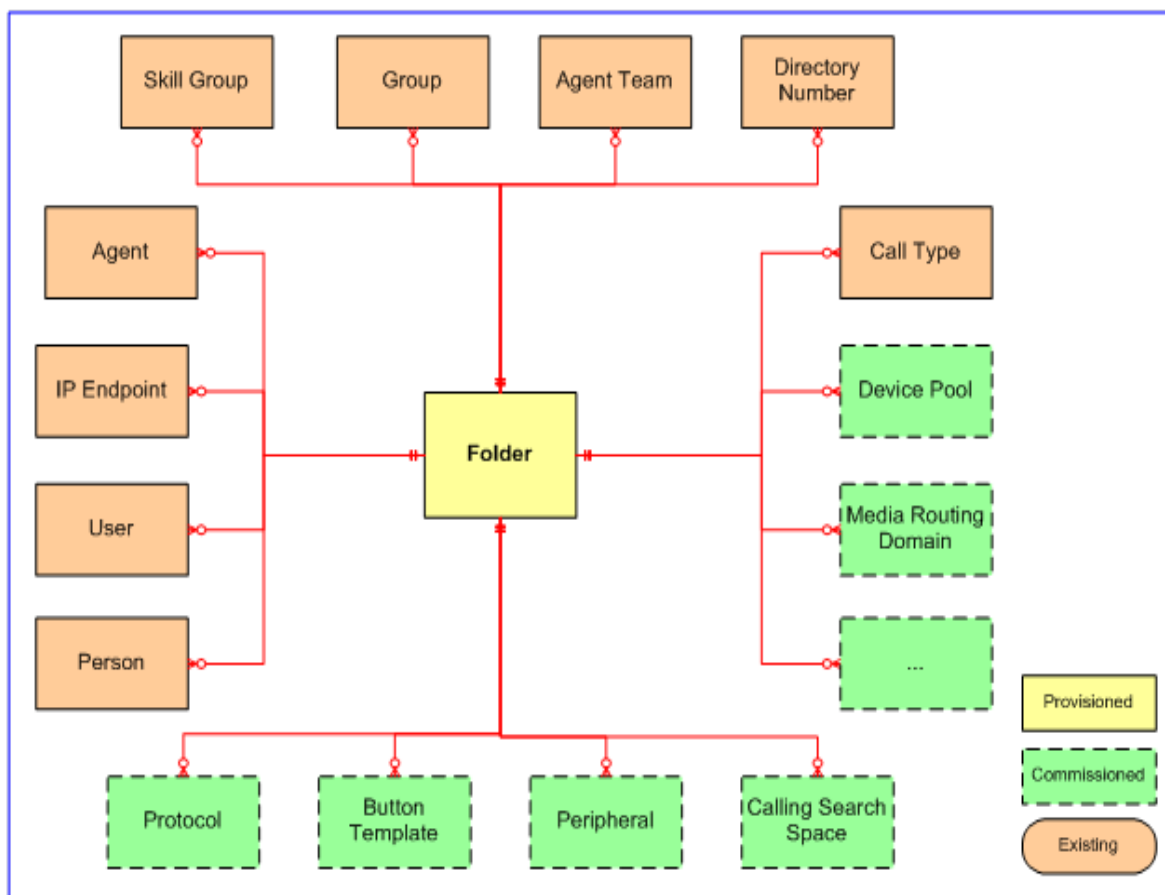 Skill Group
Group
Agent Team
Directory
Number
Agent
Call Type
IP Endpoint
Device Pool
Folder
User
Media Routing
Domain
Person
...
Provisioned
Protocol
Button
Template
Peripheral
Calling Search
Space
Commissioned
Existing